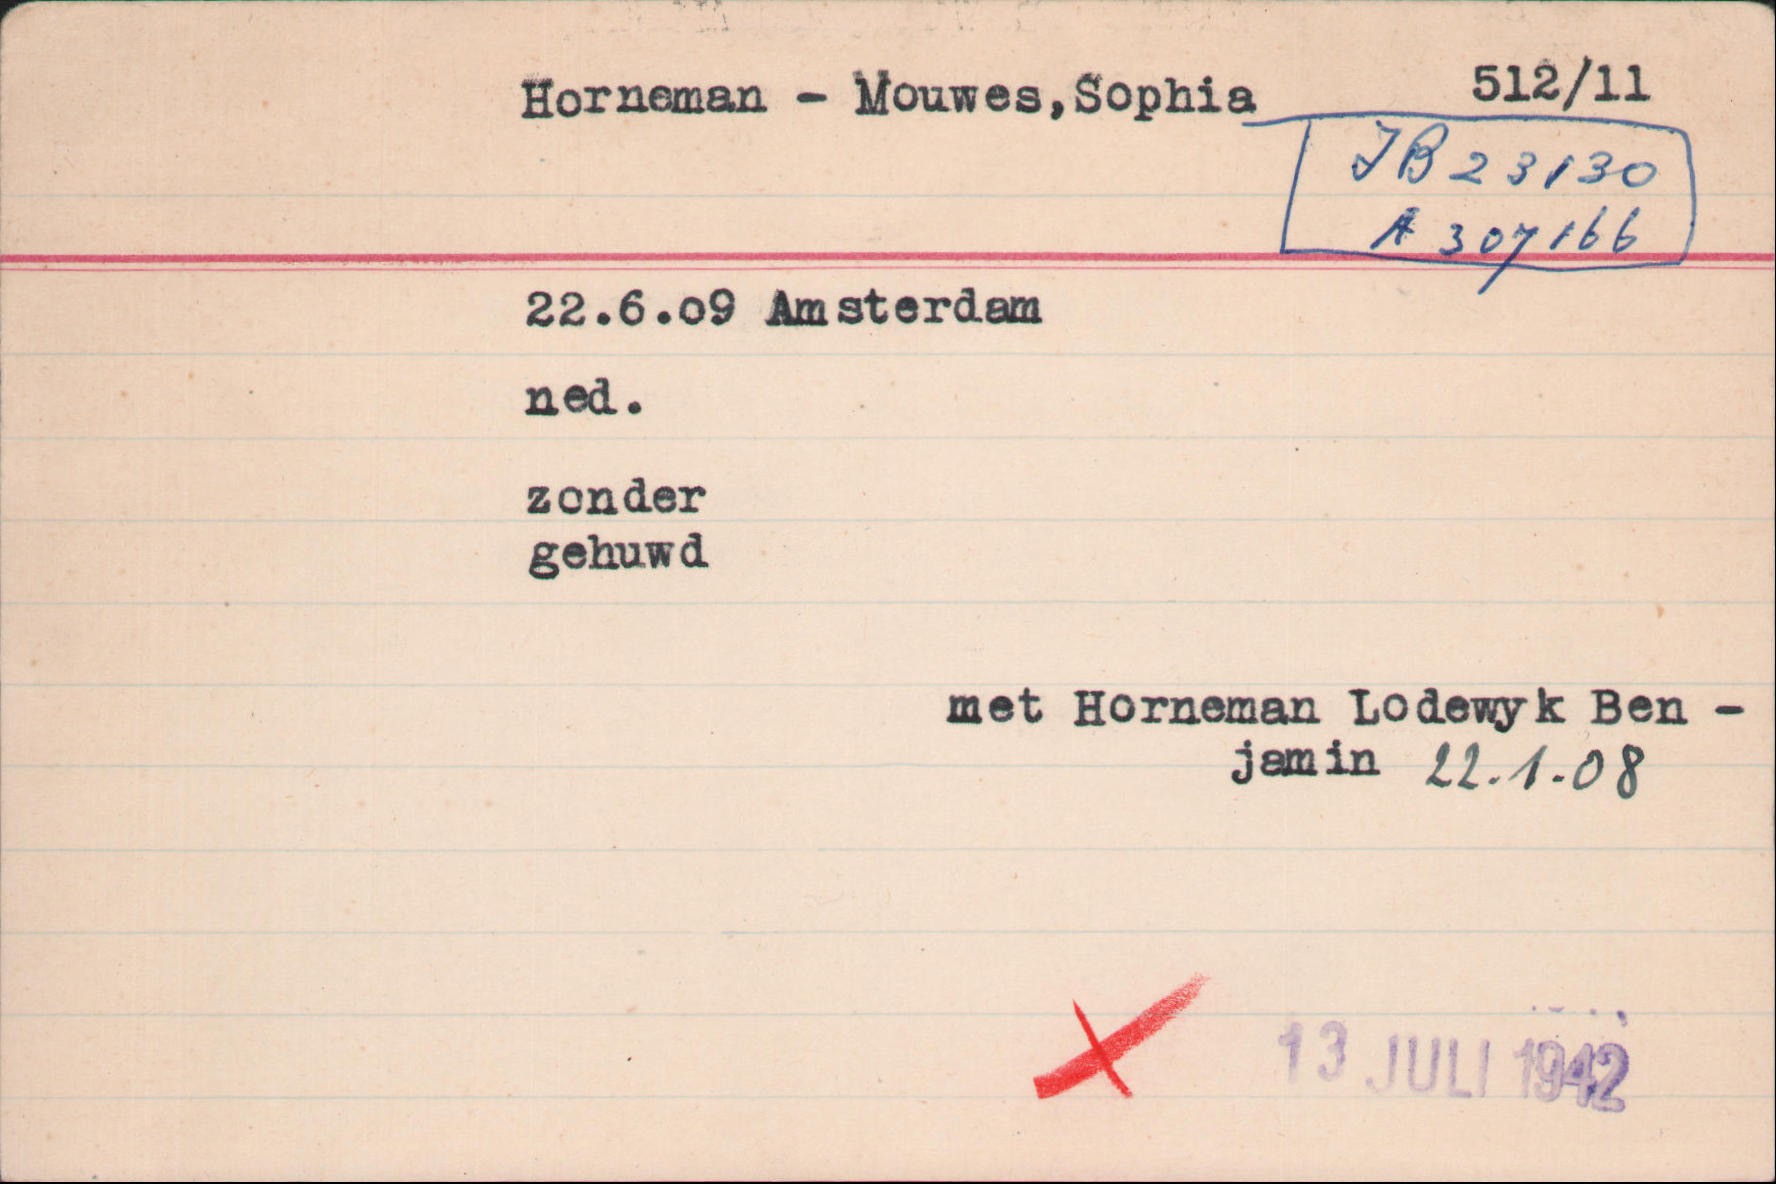 Horneman - Mouwes,Sophia 512/11
JB 23130
A 307166
22.6.09 Amsterdam
ned.
zonder
gehuwd
met Horneman Lodewyk Ben -
jamin 22.1.08
13 JULI 1942